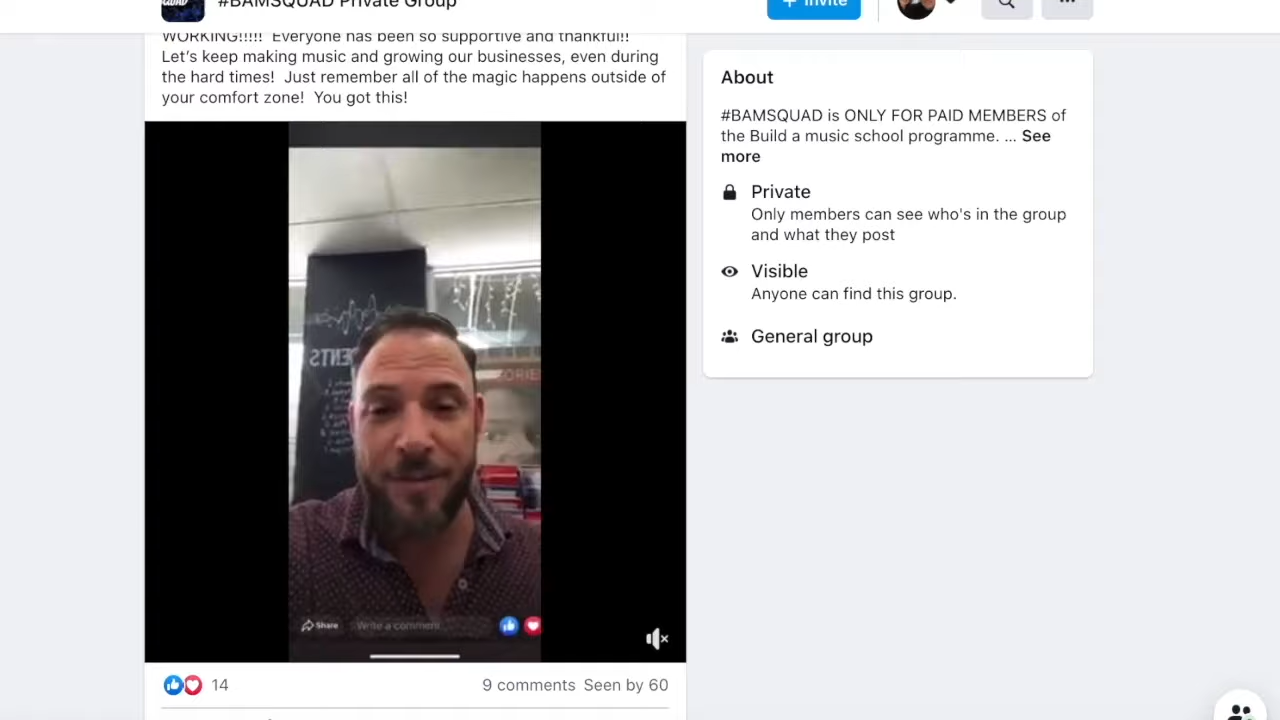 #BAMSQUAD Private Group
+ Invite
WORKING!!!!! Everyone has been so supportive and thankful!!
Let's keep making music and growing our businesses, even during
the hard times! Just remember all of the magic happens outside of
your comfort zone! You got this!
Share
Write a comment...
14
9 comments Seen by 60
About
#BAMSQUAD is ONLY FOR PAID MEMBERS of
the Build a music school programme. ... See
more
Private
Only members can see who's in the group
and what they post
Visible
Anyone can find this group.
General group